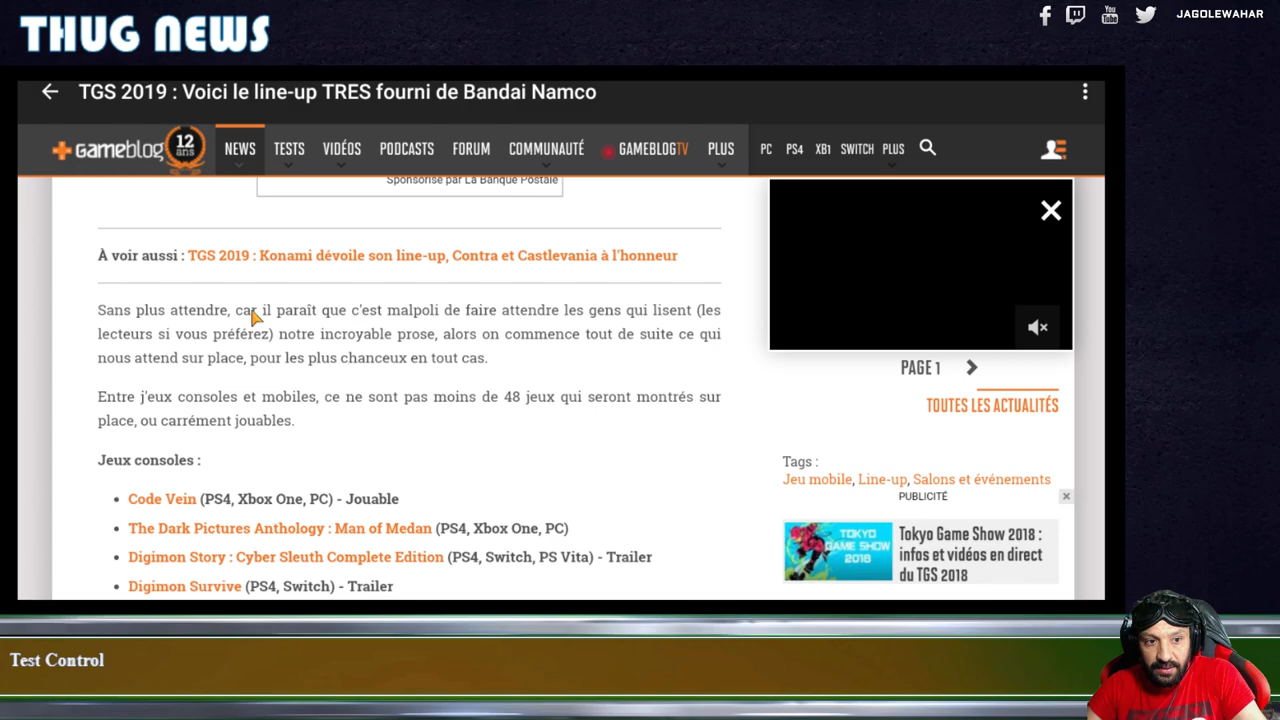 THUG NEWS
JAGOLEWAHAR
TGS 2019 : Voici le line-up TRES fourni de Bandai Namco
gameblog 12 ans NEWS TESTS VIDÉOS PODCASTS FORUM COMMUNAUTÉ GAMEBLOGTV PLUS PC PS4 XB1 SWITCH PLUS
Sponsorisé par La Banque Postale
À voir aussi : TGS 2019 : Konami dévoile son line-up, Contra et Castlevania à l'honneur
Sans plus attendre, car il paraît que c'est malpoli de faire attendre les gens qui lisent (les
lecteurs si vous préférez) notre incroyable prose, alors on commence tout de suite ce qui
nous attend sur place, pour les plus chanceux en tout cas.
Entre j'eux consoles et mobiles, ce ne sont pas moins de 48 jeux qui seront montrés sur
place, ou carrément jouables.
Jeux consoles :
• Code Vein (PS4, Xbox One, PC) - Jouable
• The Dark Pictures Anthology : Man of Medan (PS4, Xbox One, PC)
• Digimon Story : Cyber Sleuth Complete Edition (PS4, Switch, PS Vita) - Trailer
• Digimon Survive (PS4, Switch) - Trailer
PAGE 1
TOUTES LES ACTUALITÉS
Tags :
Jeu mobile, Line-up, Salons et événements
PUBLICITÉ
TOKYO
GAME SHOW
2018
Tokyo Game Show 2018 :
infos et vidéos en direct
du TGS 2018
Test Control